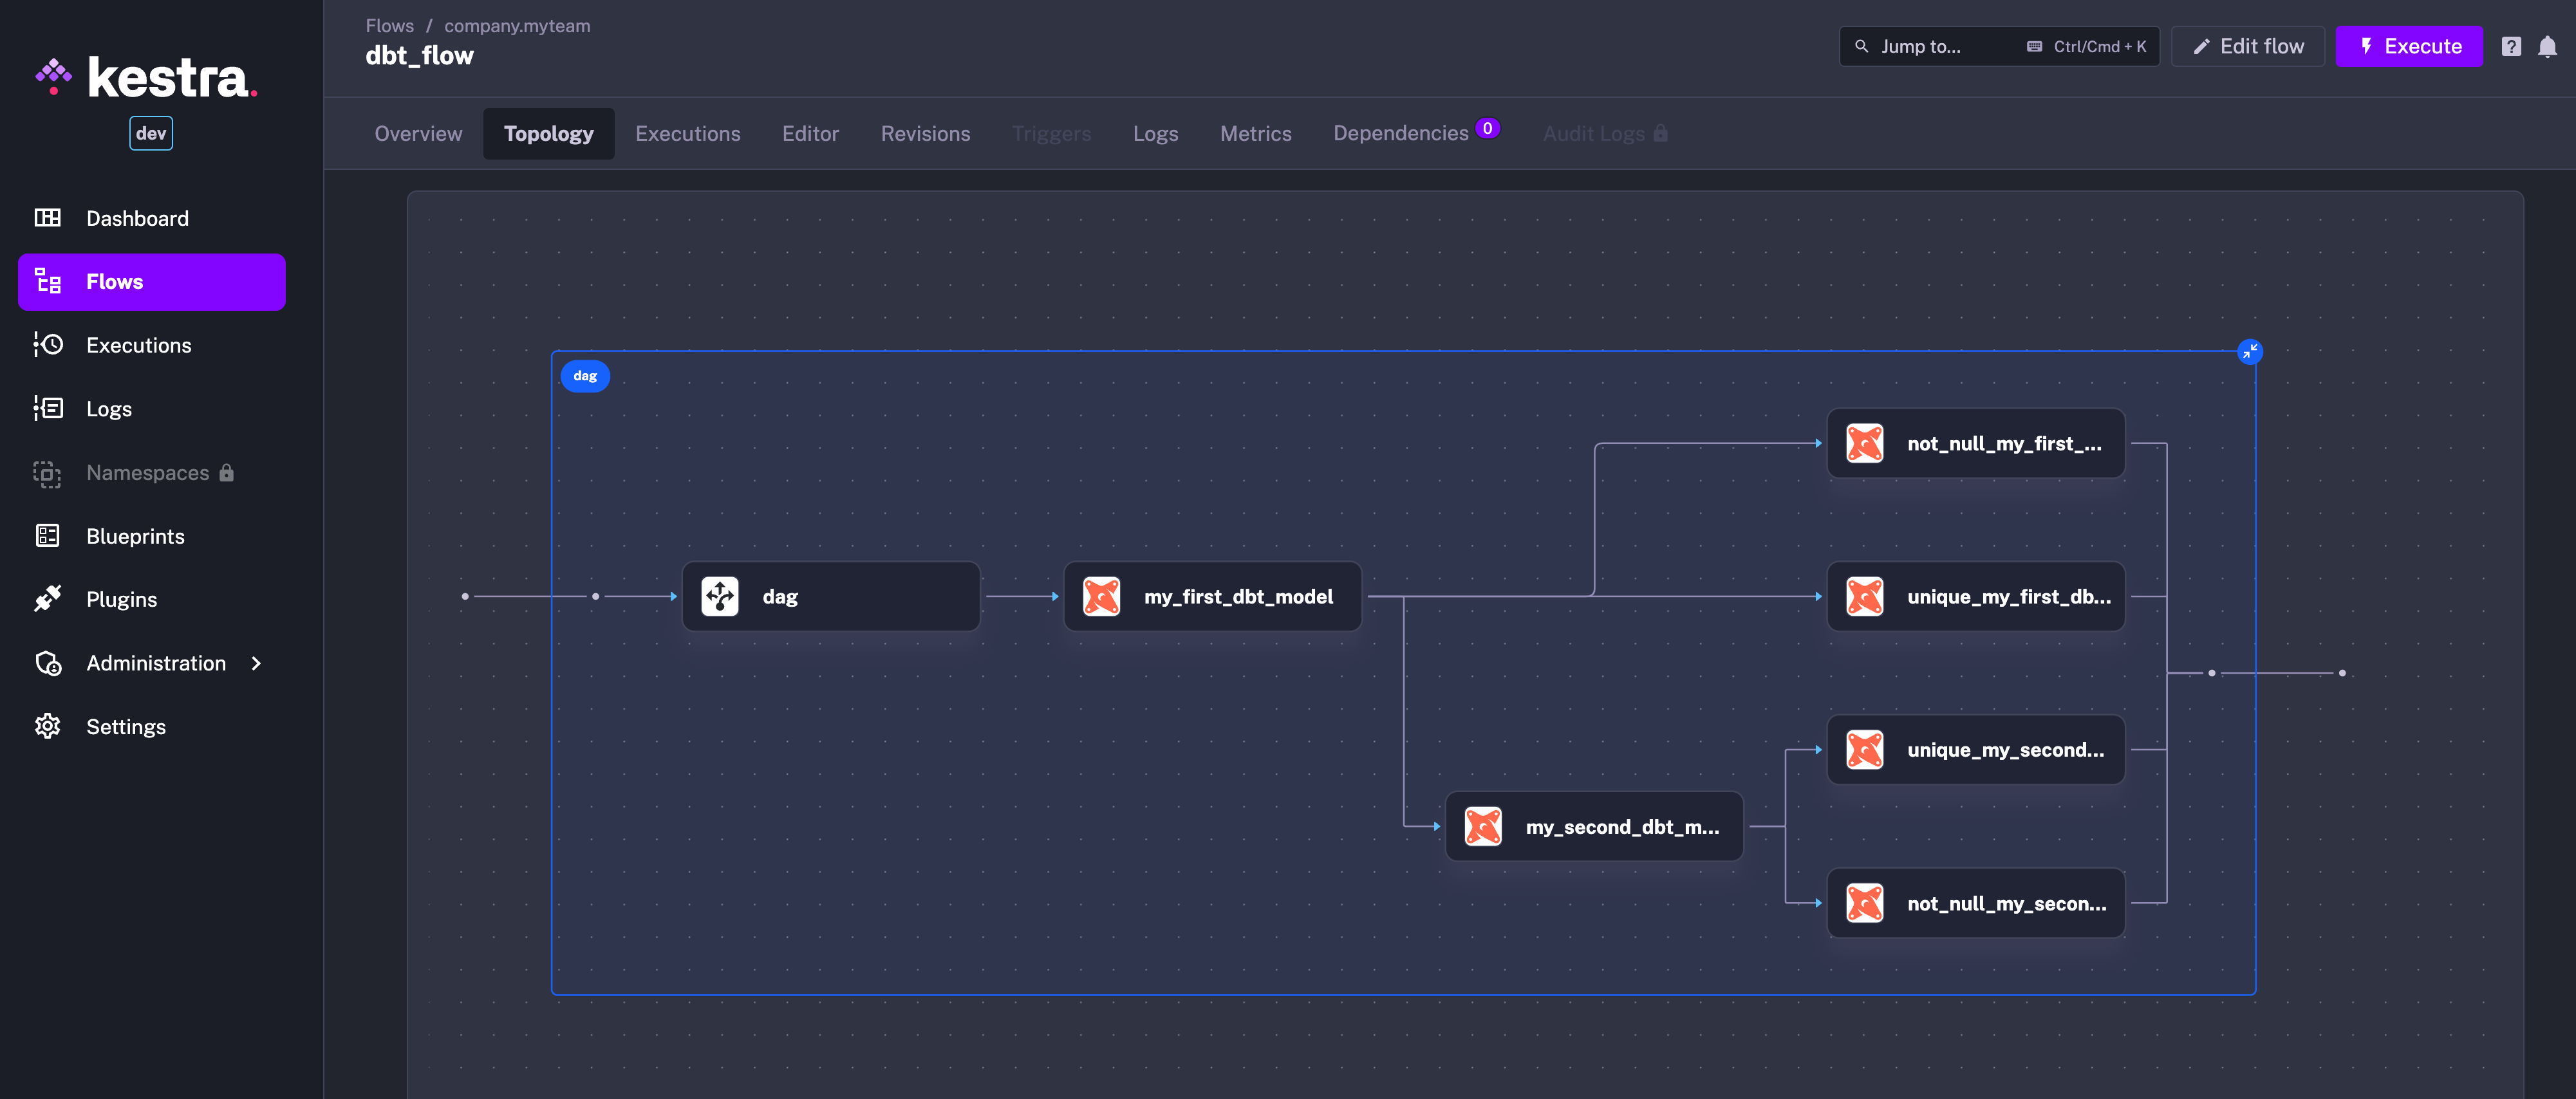 kestra.
dev
Dashboard
Flows
Executions
Logs
Namespaces
Blueprints
Plugins
Administration
Settings
Flows / company.myteam
dbt_flow
Jump to... Ctrl/Cmd + K
Edit flow
Execute
Overview Topology Executions Editor Revisions Triggers Logs Metrics Dependencies 0 Audit Logs
dag
not_null_my_first_...
dag
my_first_dbt_model
unique_my_first_db...
unique_my_second...
my_second_dbt_m...
not_null_my_secon...